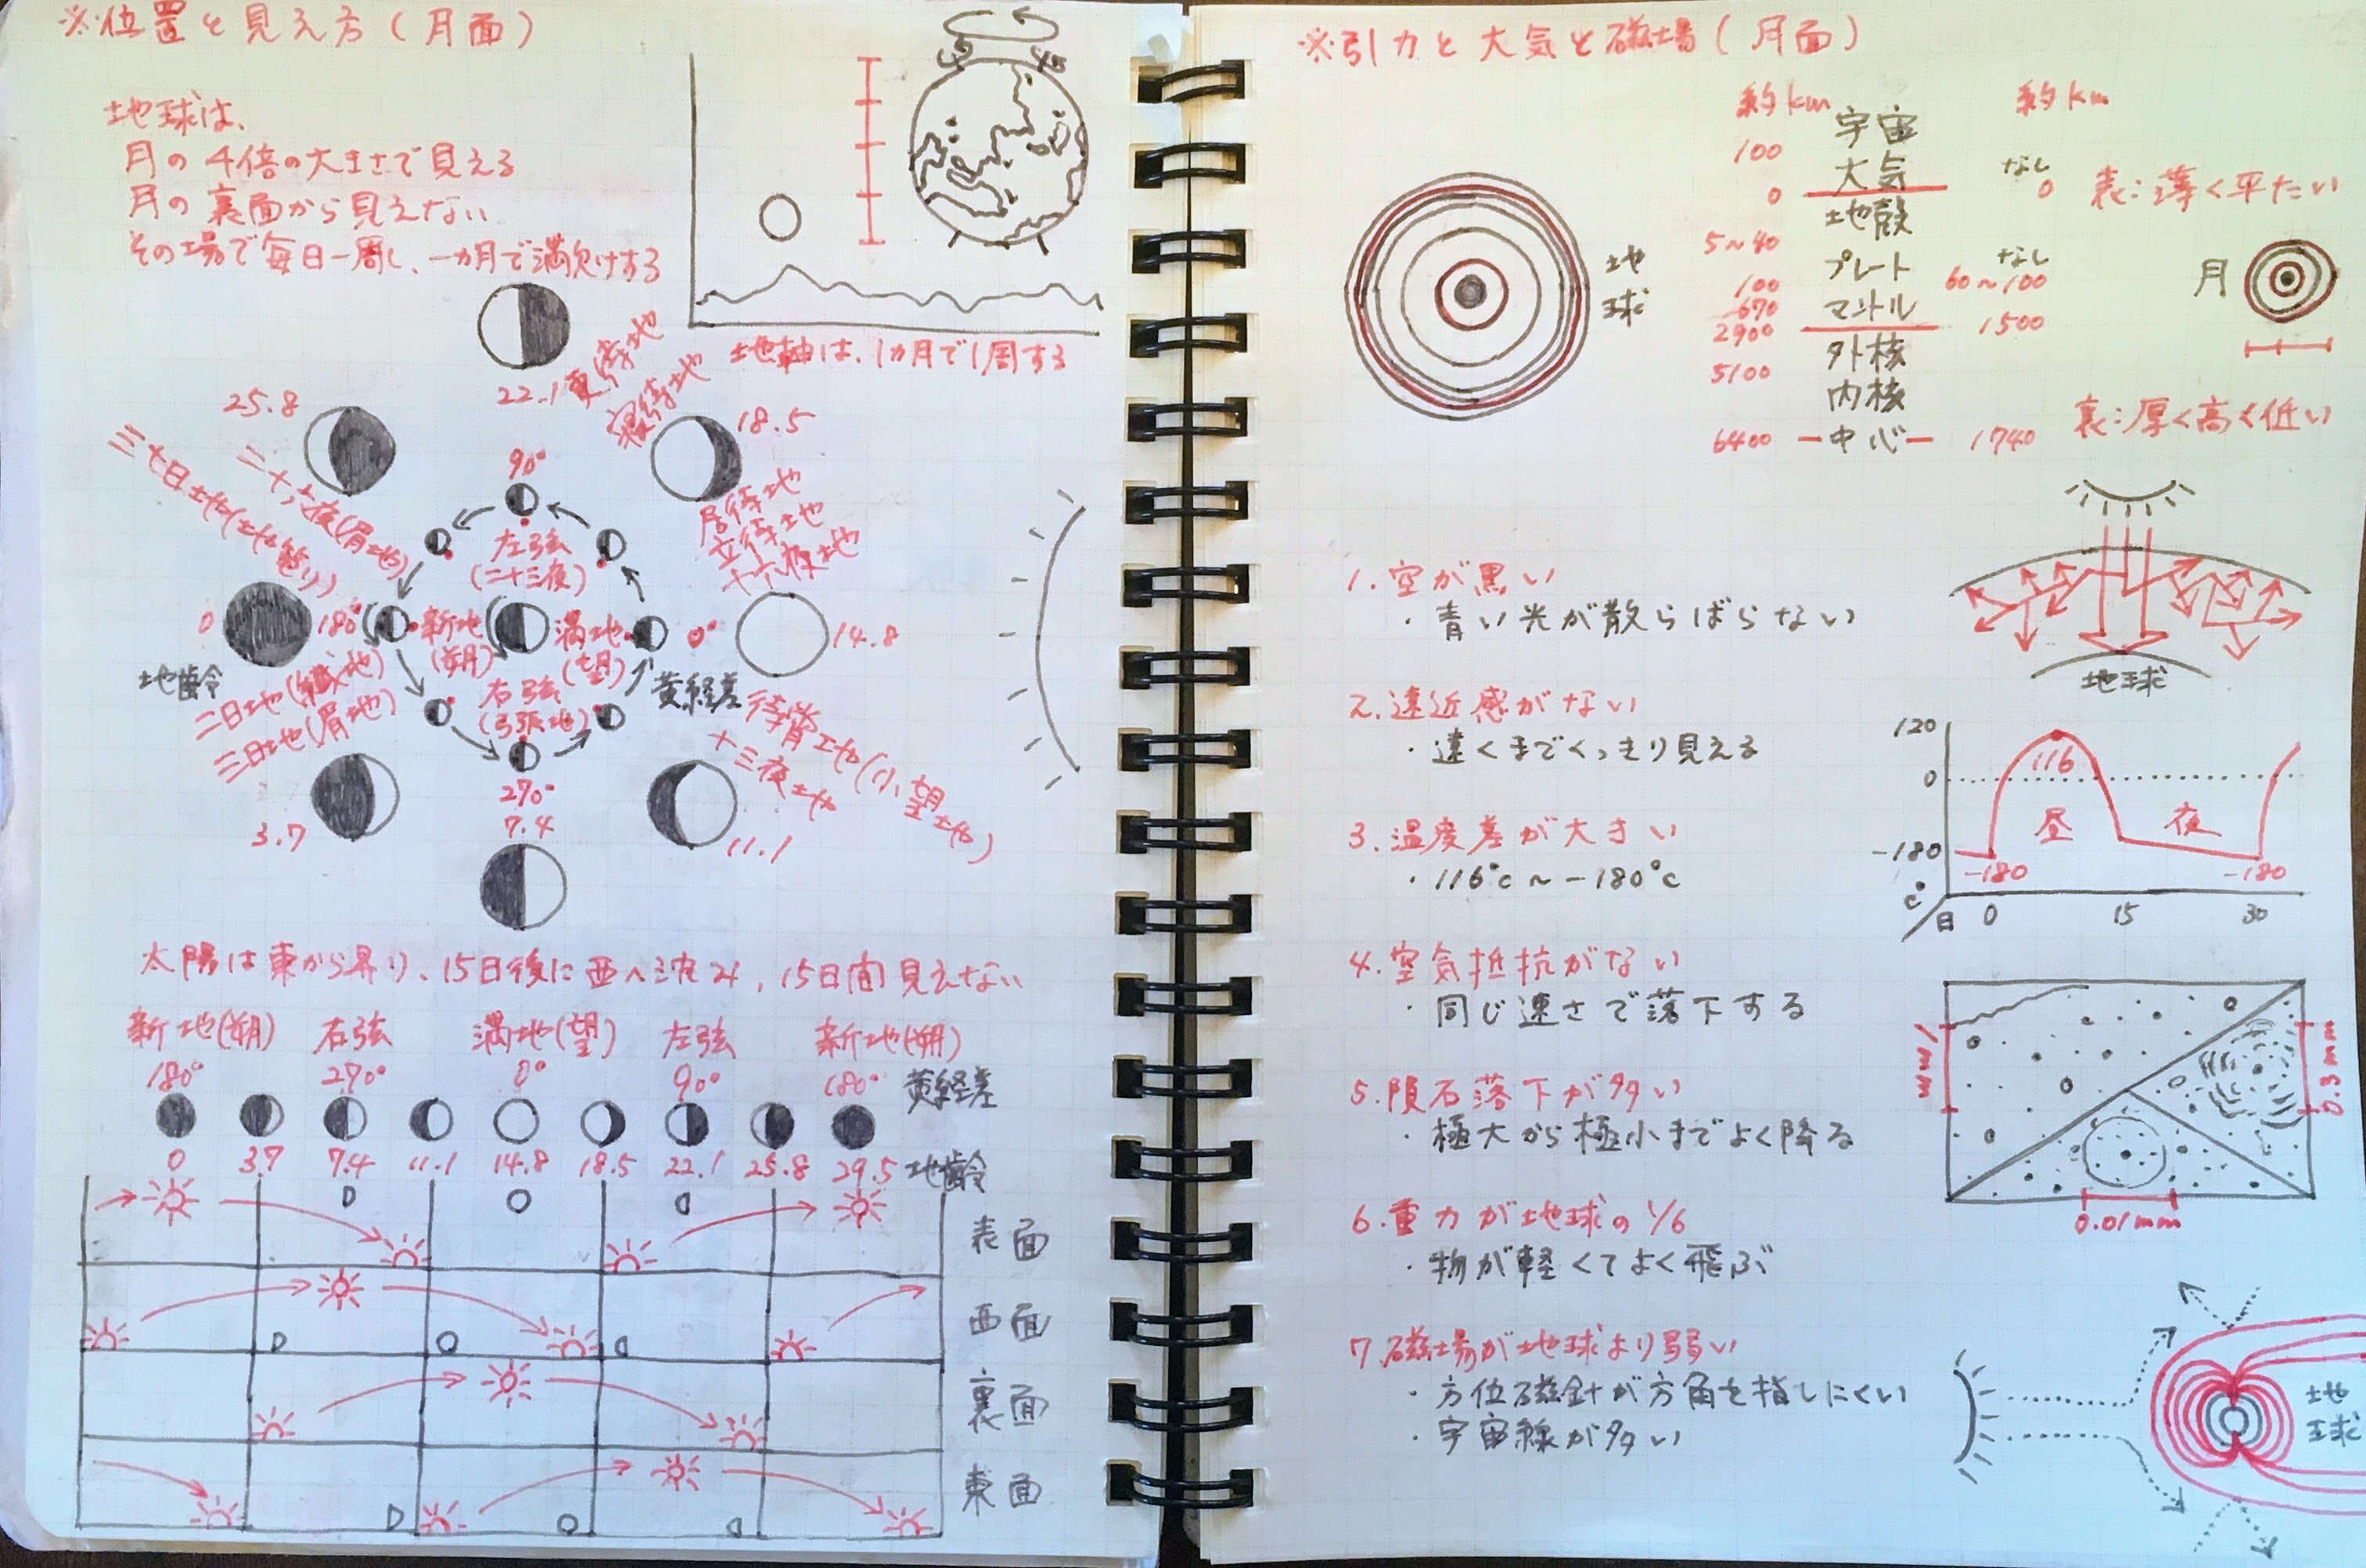 ※位置と見え方(月面)
地球は、
月の4倍の大きさで見える
月の裏面から見えない
その場で毎日一周し、一ヵ月で満欠けする
地軸は、1ヵ月で1周する
22.1
寝待地
25.8
18.5
三十日地(地籠り)
二十六夜(眉地)
居待地
立待地
十六夜地
90°
左弦
(二十三夜)
0
180°
新地
(朔)
満地
(望)
0°
14.8
地齢
黄経差
二日地(繊地)
三日地(眉地)
右弦
(弓張地)
待宵地(小望地)
十三夜地
270°
7.4
3.7
11.1
太陽は東から昇り、15日後に西へ沈み、15日間見えない
新地(朔) 右弦 満地(望) 左弦 新地(朔)
180° 270° 0° 90° 180° 黄経差
0 3.7 7.4 11.1 14.8 18.5 22.1 25.8 29.5 地齢
表面
西面
裏面
東面
※引力と大気と磁場(月面)
約km 約km
宇宙
100
大気 なし
0 0
地殻
5~40
プレート なし
100 60~100
670 マントル
2900 1500
外核
5100
内核
6400 中心 1740
地球
月
表:薄く平たい
裏:厚く高く低い
1.空が黒い
・青い光が散らばらない
地球
2.遠近感がない
・遠くまでくっきり見える
3.温度差が大きい
・116℃~-180℃
120
0
-180
℃
116
昼 夜
-180 -180
日 0 15 30
4.空気抵抗がない
・同じ速さで落下する
5.隕石落下が多い
・極大から極小までよく降る
1mm
0.3mm
0.01mm
6.重力が地球の1/6
・物が軽くてよく飛ぶ
7.磁場が地球より弱い
・方位磁針が方角を指しにくい
・宇宙線が多い
地球